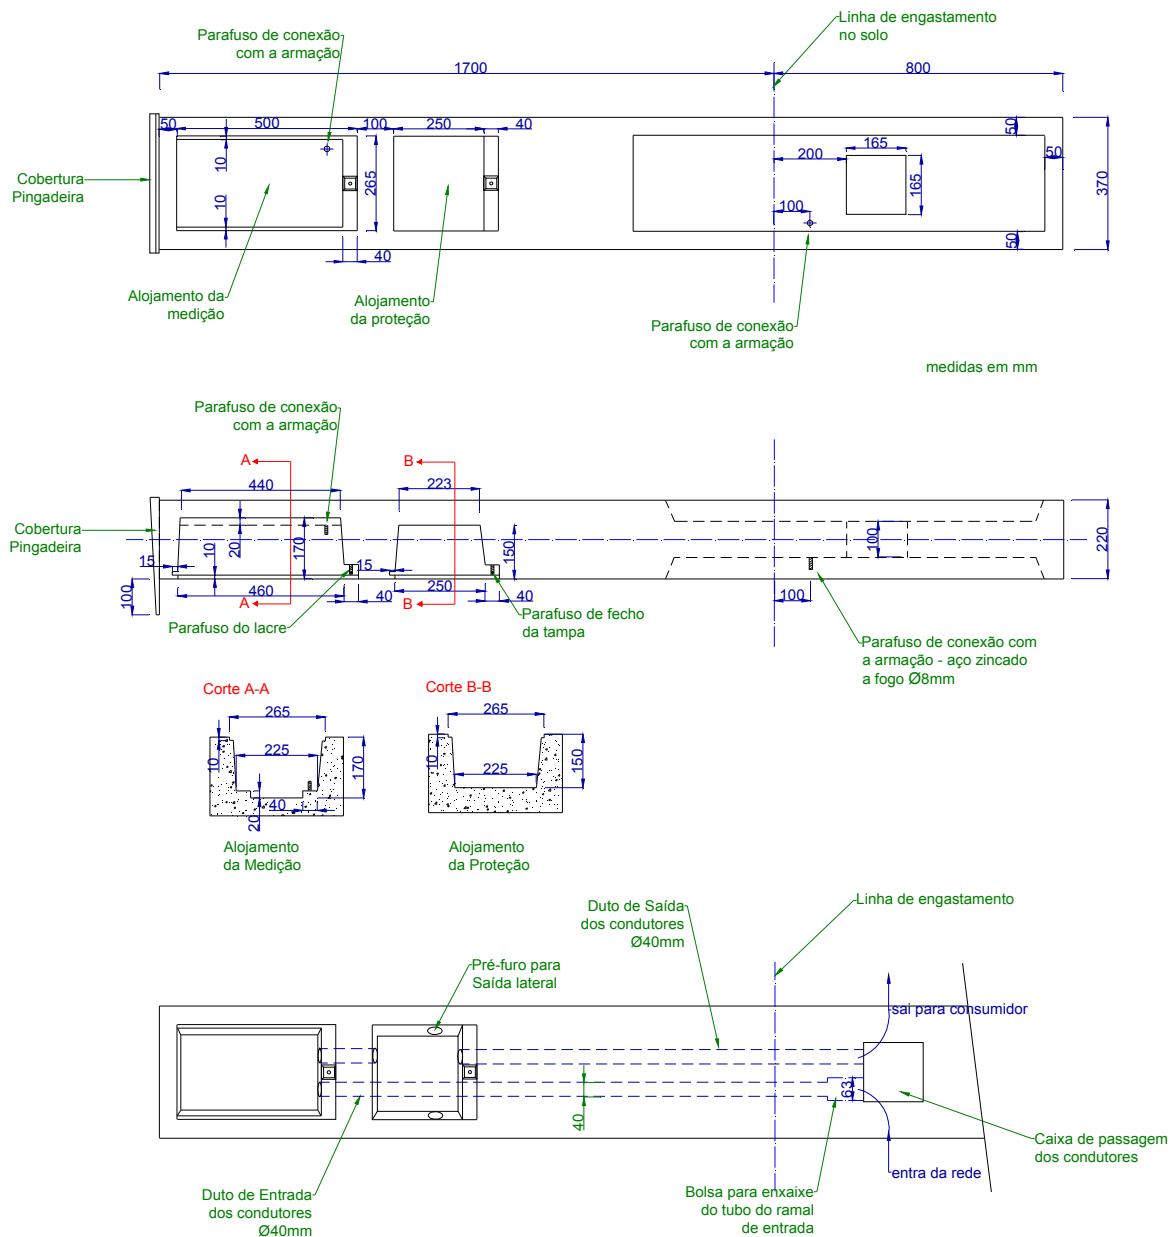 Parafuso de conexão
com a armação
Linha de engastamento
no solo
1700
800
50
500
100
250
40
50
165
50
10
200
265
165
370
Cobertura
Pingadeira
10
100
50
40
Alojamento da
medição
Alojamento
da proteção
Parafuso de conexão
com a armação
medidas em mm
Parafuso de conexão
com a armação
A
B
440
223
Cobertura
Pingadeira
15
10
20
170
15
150
100
220
100
460
40
250
40
100
A
B
Parafuso do lacre
Parafuso de fecho
da tampa
Parafuso de conexão com
a armação - aço zincado
a fogo Ø8mm
Corte A-A
Corte B-B
265
265
10
225
170
10
225
150
40
20
Alojamento
da Medição
Alojamento
da Proteção
Duto de Saída
dos condutores
Ø40mm
Linha de engastamento
Pré-furo para
Saída lateral
sai para consumidor
63
40
Caixa de passagem
dos condutores
entra da rede
Duto de Entrada
dos condutores
Ø40mm
Bolsa para enxaixe
do tubo do ramal
de entrada